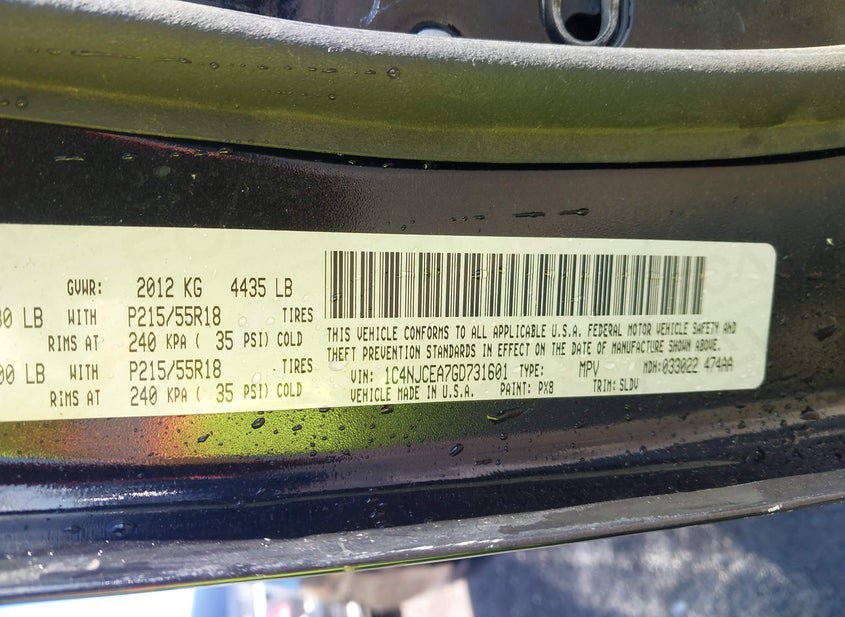 GVWR: 2012 KG 4435 LB
LB WITH P215/55R18 TIRES
RIMS AT 240 KPA ( 35 PSI) COLD
00 LB WITH P215/55R18 TIRES
RIMS AT 240 KPA ( 35 PSI) COLD
THIS VEHICLE CONFORMS TO ALL APPLICABLE U.S.A. FEDERAL MOTOR VEHICLE SAFETY AND
THEFT PREVENTION STANDARDS IN EFFECT ON THE DATE OF MANUFACTURE SHOWN ABOVE.
VIN: 1C4NJCEA7GD731601 TYPE: MPV MDH: 033022 474AA
VEHICLE MADE IN U.S.A. PAINT: PX8 TRIM: SLDV